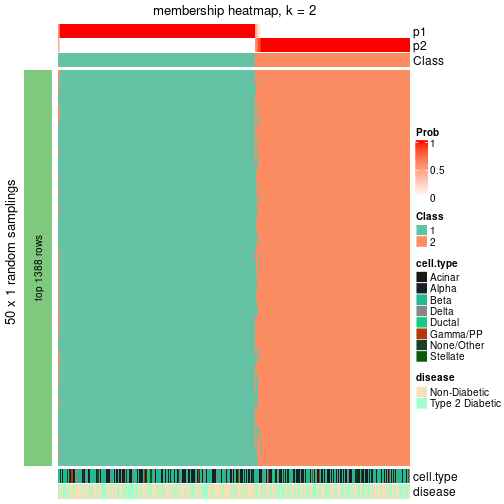 membership heatmap, k = 2
p1
p2
Class
50 x 1 random samplings
top 1388 rows
Prob
1
0.5
0
Class
1
2
cell.type
Acinar
Alpha
Beta
Delta
Ductal
Gamma/PP
None/Other
Stellate
disease
Non-Diabetic
Type 2 Diabetic
cell.type
disease